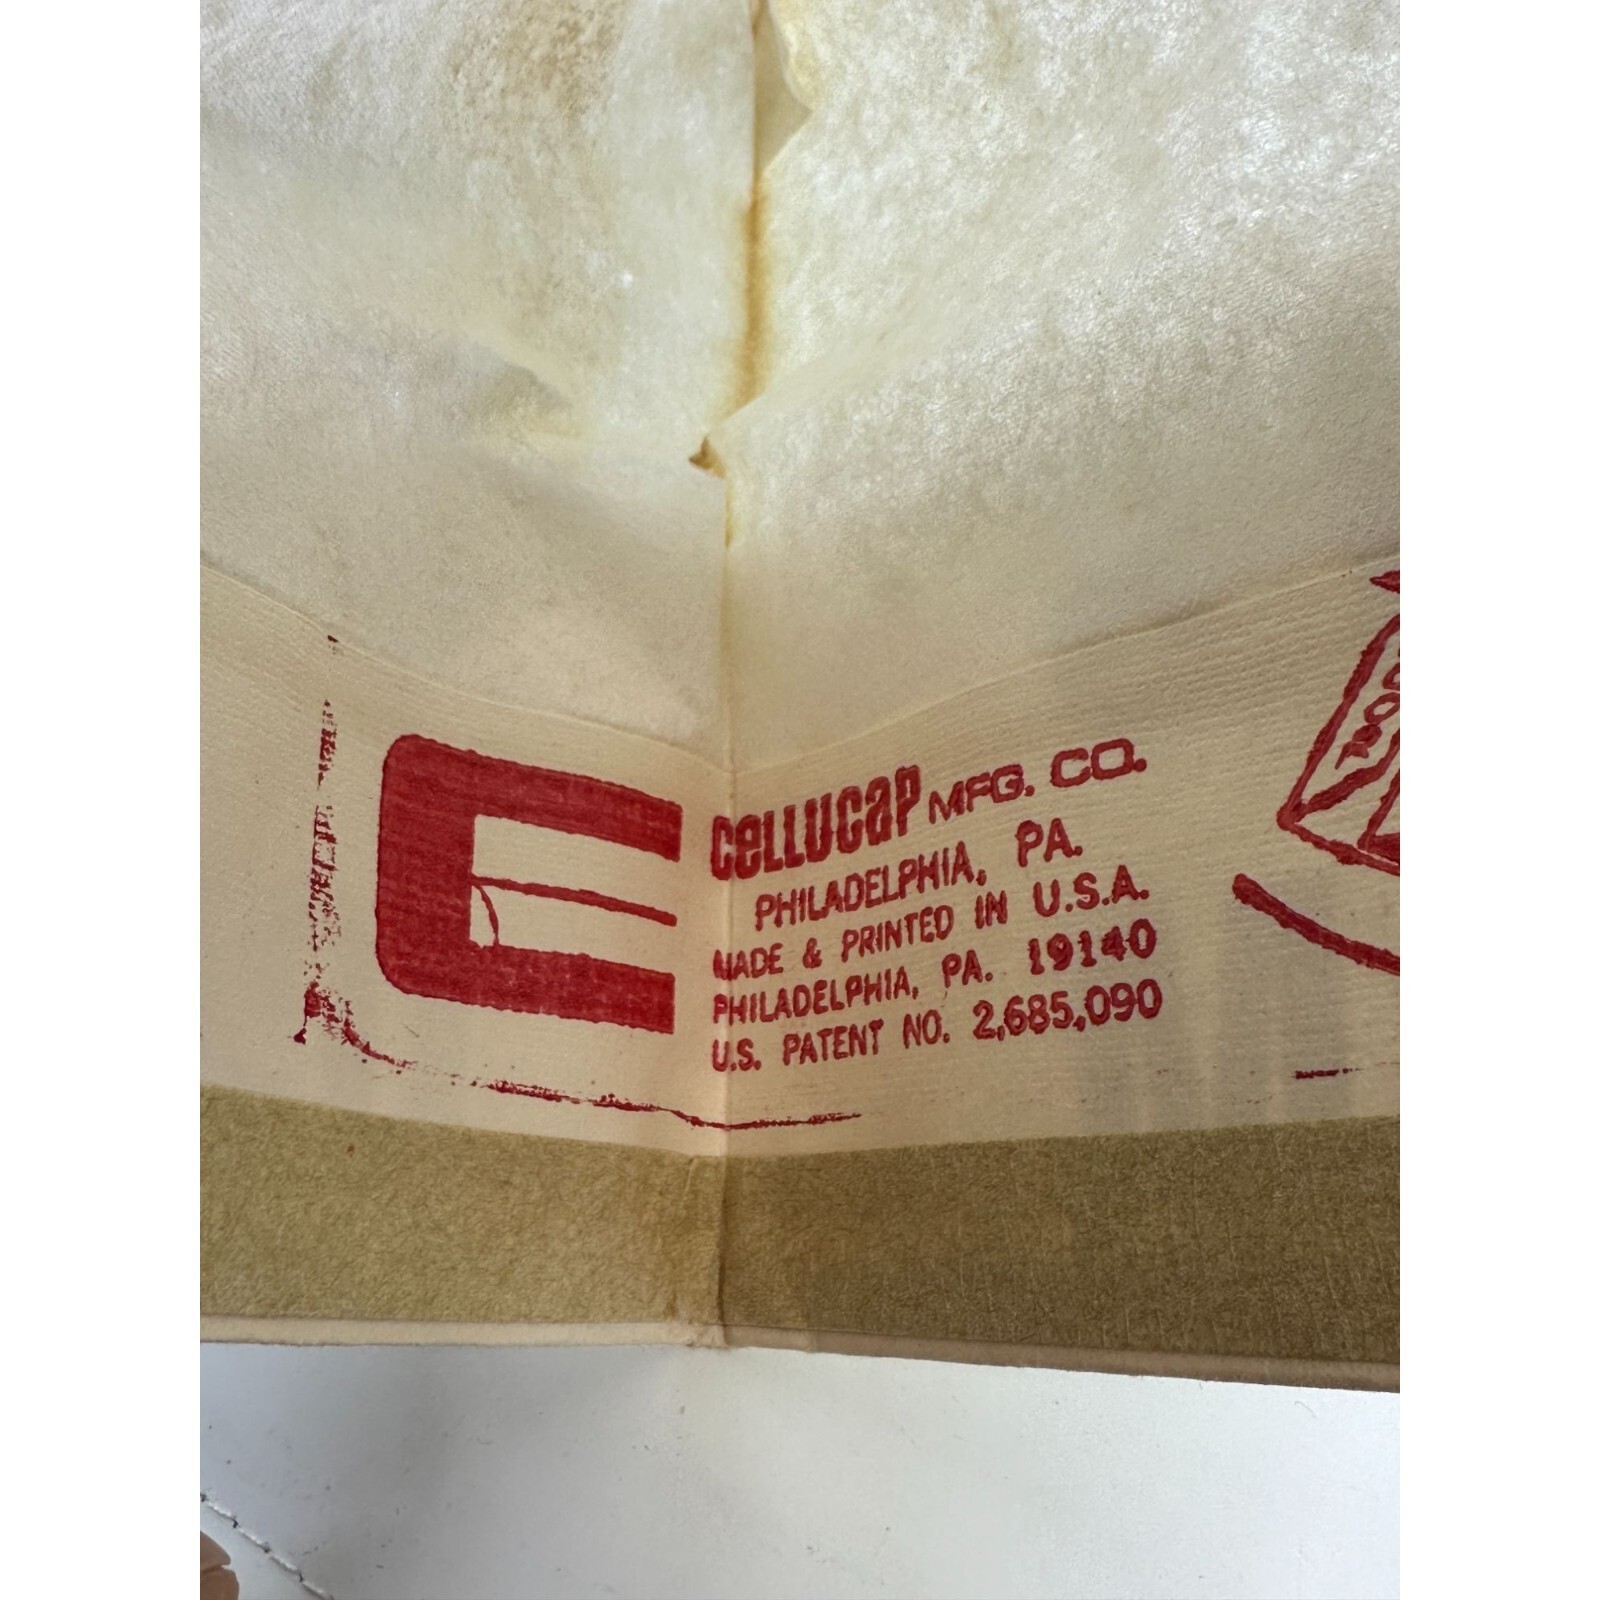 CELLUCAP MFG. CO.
PHILADELPHIA, PA.
MADE & PRINTED IN U.S.A.
PHILADELPHIA, PA. 19140
U.S. PATENT NO. 2,685,090